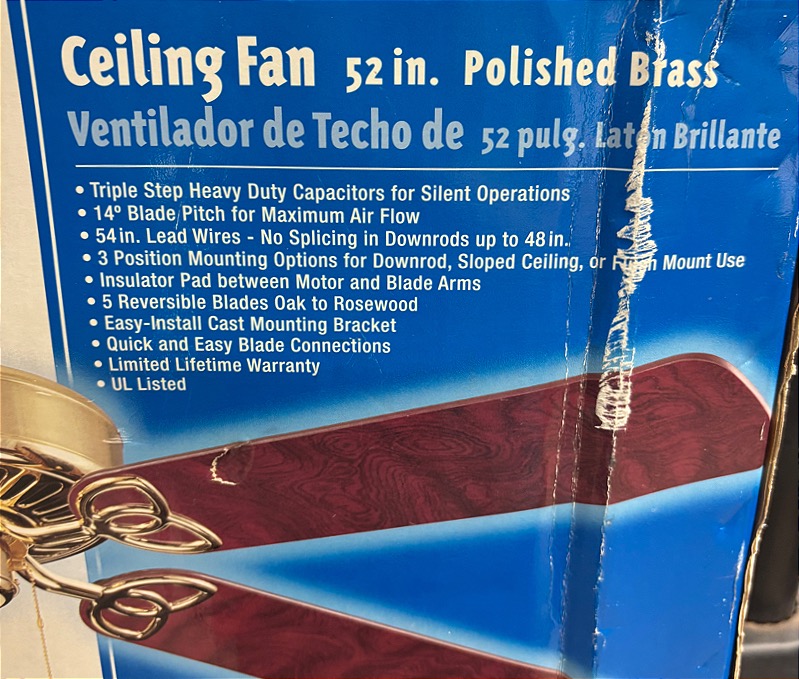 Ceiling Fan 52 in. Polished Brass
Ventilador de Techo de 52 pulg. Latón Brillante
• Triple Step Heavy Duty Capacitors for Silent Operations
• 14º Blade Pitch for Maximum Air Flow
• 54 in. Lead Wires - No Splicing in Downrods up to 48 in.
• 3 Position Mounting Options for Downrod, Sloped Ceiling, or Flush Mount Use
• Insulator Pad between Motor and Blade Arms
• 5 Reversible Blades Oak to Rosewood
• Easy-Install Cast Mounting Bracket
• Quick and Easy Blade Connections
• Limited Lifetime Warranty
• UL Listed